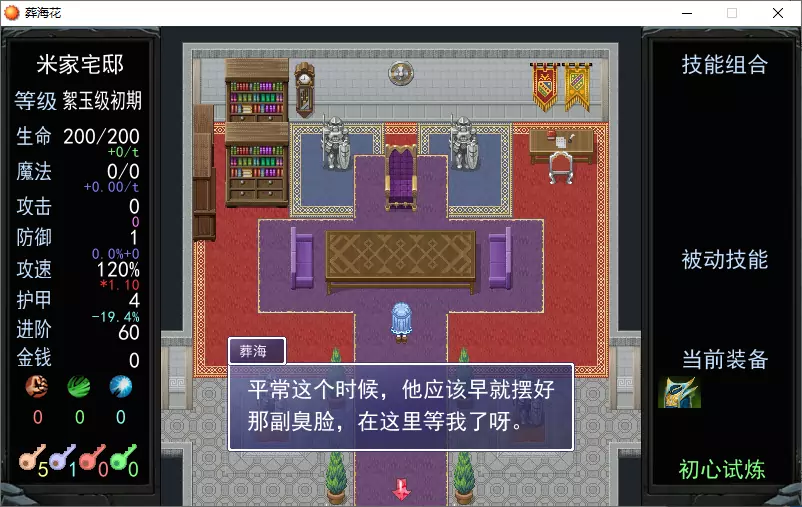 葬海花
米家宅邸
等级 絮玉级初期
生命 200/200
+0/t
魔法 0/0
+0.00/t
攻击 0
0
防御 1
0.0%+0
攻速 120%
*1.10
护甲 4
-19.4%
进阶 60
金钱 0
0 0 0
5 1 0 0
葬海
平常这个时候，他应该早就摆好
那副臭脸，在这里等我了呀。
技能组合
被动技能
当前装备
初心试炼